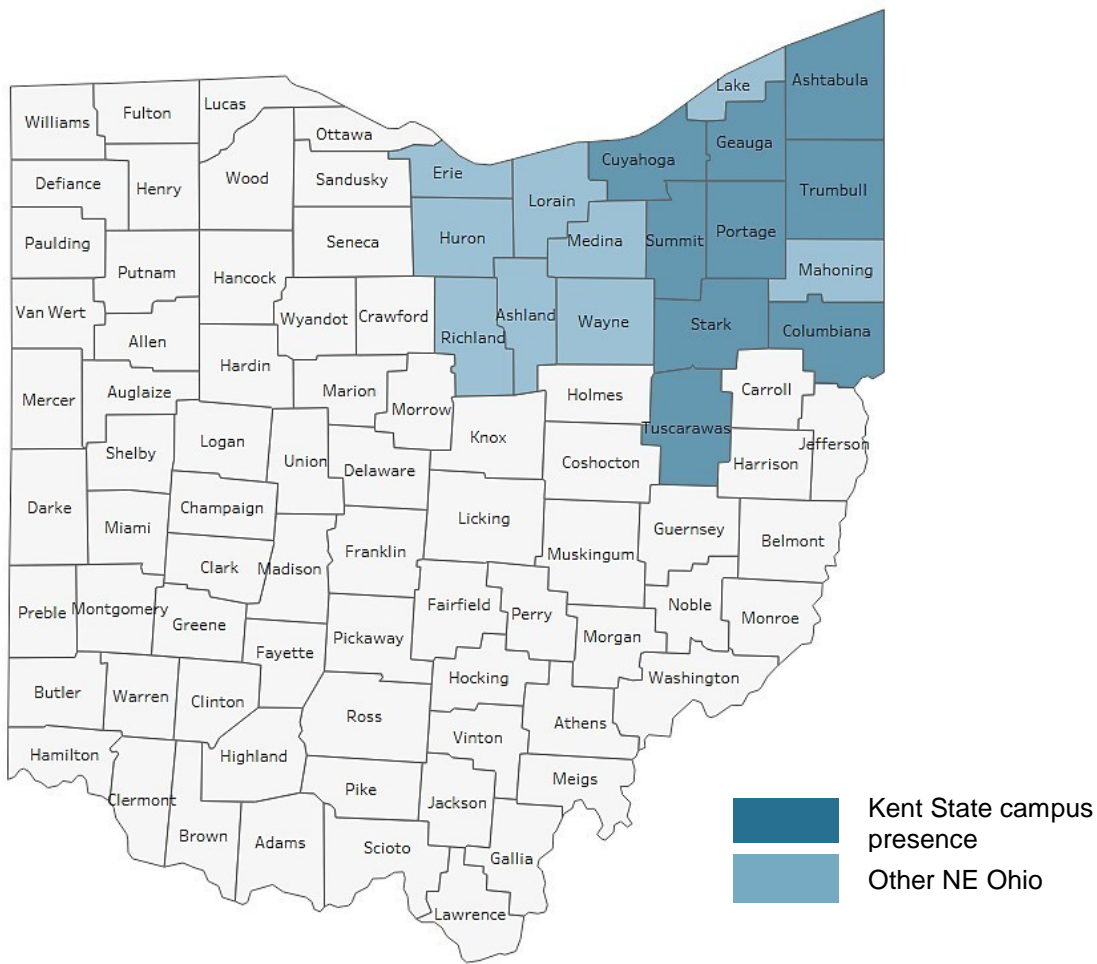 Ashtabula
Lake
Lucas
Fulton
Williams
Ottawa
Geauga
Cuyahoga
Erie
Wood
Sandusky
Defiance
Henry
Trumbull
Lorain
Portage
Paulding
Seneca
Huron
Medina
Summit
Putnam
Hancock
Mahoning
Van Wert
Wyandot
Crawford
Ashland
Wayne
Stark
Columbiana
Richland
Allen
Hardin
Auglaize
Marion
Carroll
Holmes
Mercer
Morrow
Tuscarawas
Knox
Logan
Jefferson
Shelby
Union
Delaware
Coshocton
Harrison
Darke
Champaign
Licking
Miami
Guernsey
Belmont
Franklin
Muskingum
Clark
Madison
Preble
Montgomery
Fairfield
Perry
Noble
Greene
Monroe
Pickaway
Morgan
Fayette
Hocking
Washington
Butler
Warren
Clinton
Ross
Athens
Vinton
Hamilton
Highland
Meigs
Pike
Clermont
Jackson
Brown
Adams
Scioto
Gallia
Lawrence
Kent State campus
presence
Other NE Ohio